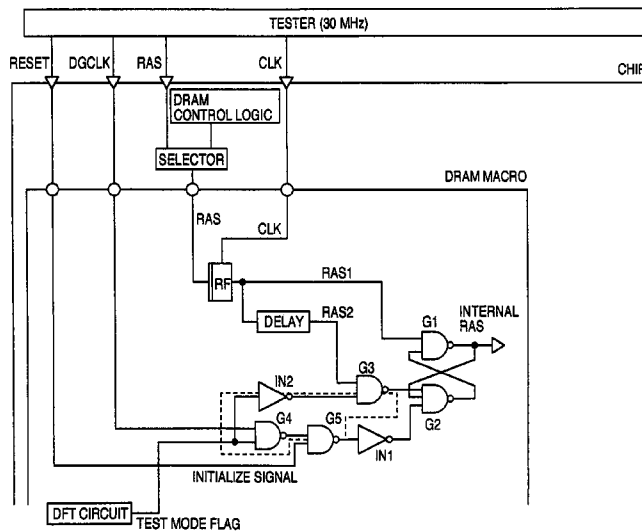 TESTER (30 MHz)
RESET DGCLK RAS CLK
CHIP
DRAM
CONTROL LOGIC
SELECTOR
DRAM MACRO
RAS
CLK
RF
RAS1
RAS2
DELAY
G1
INTERNAL
RAS
G3
IN2
G4
G5
G2
IN1
INITIALIZE SIGNAL
DFT CIRCUIT
TEST MODE FLAG